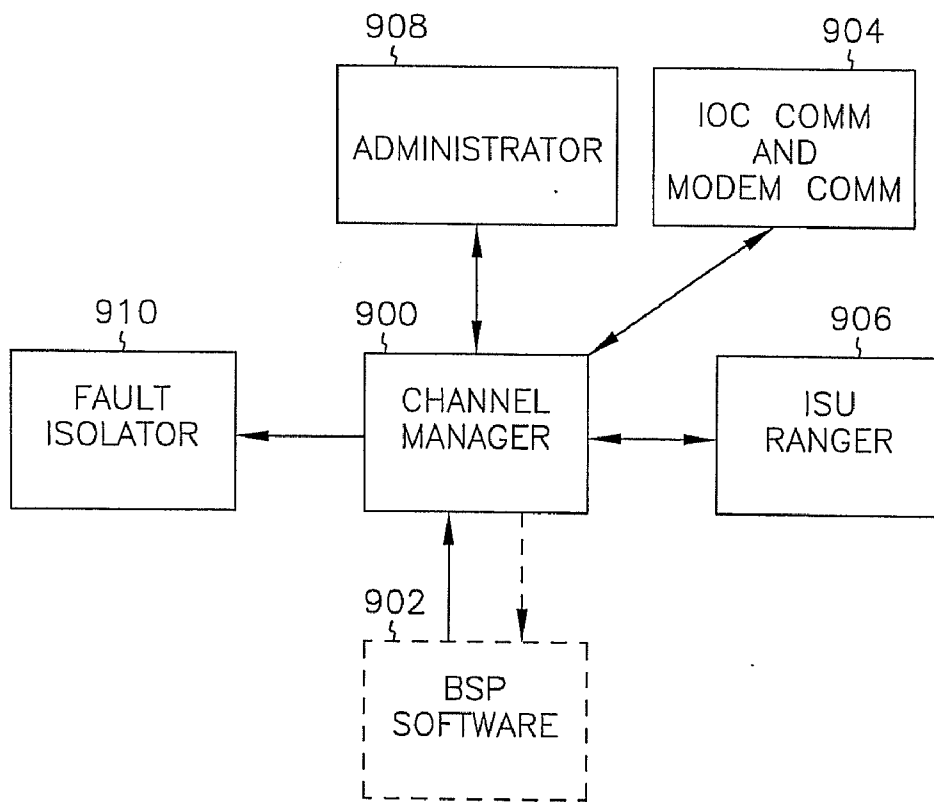 908
ADMINISTRATOR
904
IOC COMM
AND
MODEM COMM
910
FAULT
ISOLATOR
900
CHANNEL
MANAGER
906
ISU
RANGER
902
BSP
SOFTWARE